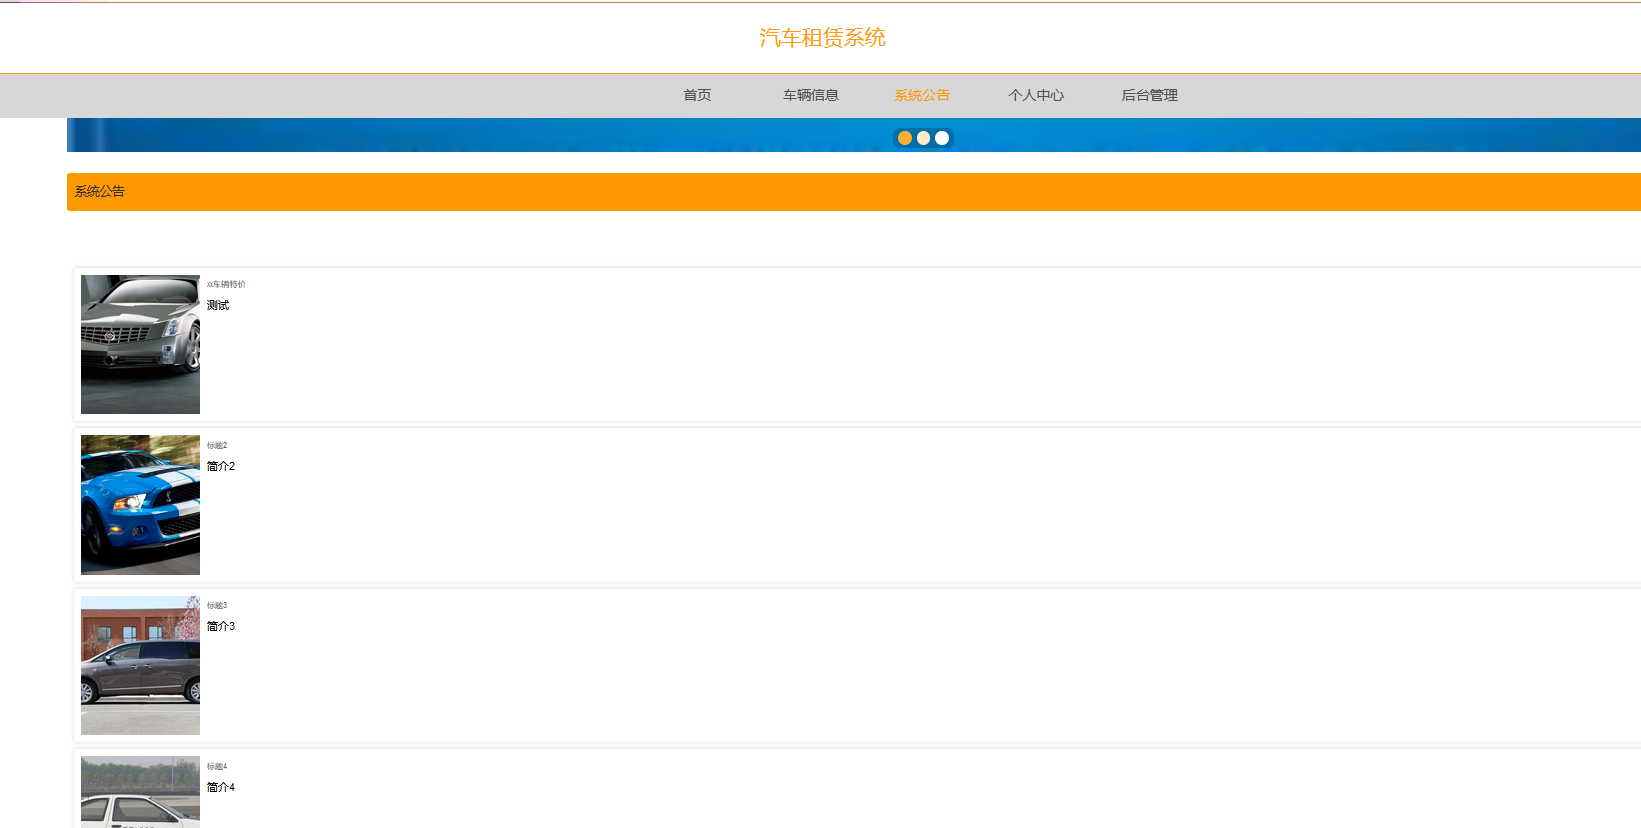 汽车租赁系统
首页 车辆信息 系统公告 个人中心 后台管理
系统公告
xx车辆特价
测试
标题2
简介2
标题3
简介3
标题4
简介4